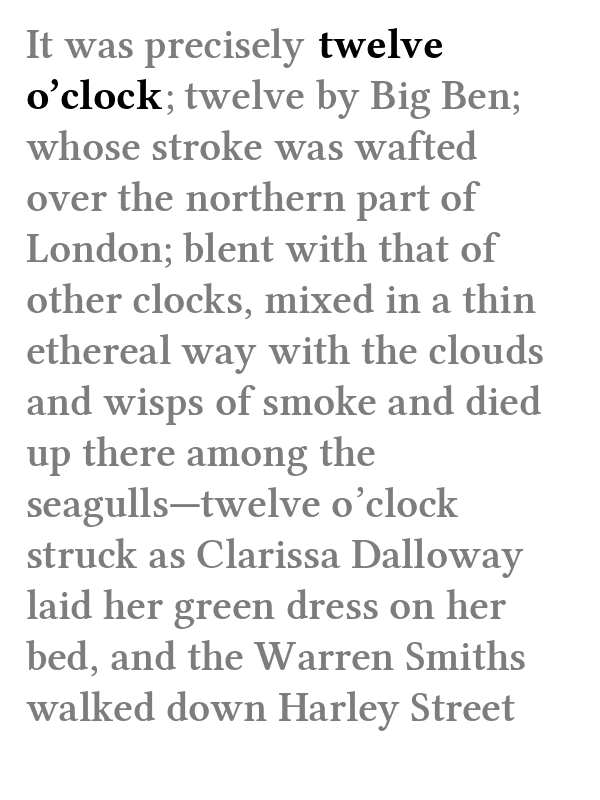 It was precisely twelve
o’clock; twelve by Big Ben;
whose stroke was wafted
over the northern part of
London; blent with that of
other clocks, mixed in a thin
ethereal way with the clouds
and wisps of smoke and died
up there among the
seagulls—twelve o’clock
struck as Clarissa Dalloway
laid her green dress on her
bed, and the Warren Smiths
walked down Harley Street